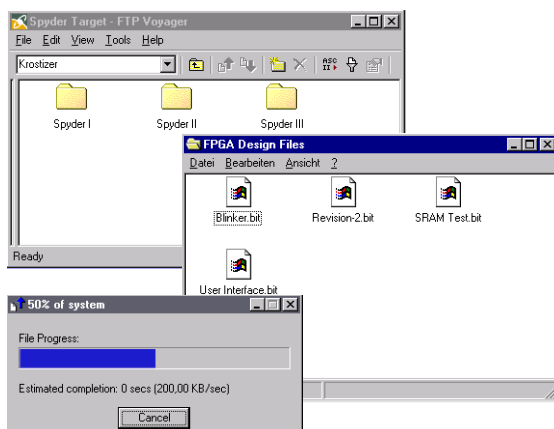 Spyder Target - FTP Voyager
File Edit View Tools Help
Krostizer
ASC
II
Spyder I Spyder II Spyder III
Ready
FPGA Design Files
Datei Bearbeiten Ansicht ?
Blinker.bit Revision-2.bit SRAM Test.bit
User Interface.bit
50% of system
File Progress:
Estimated completion: 0 secs (200,00 KB/sec)
Cancel